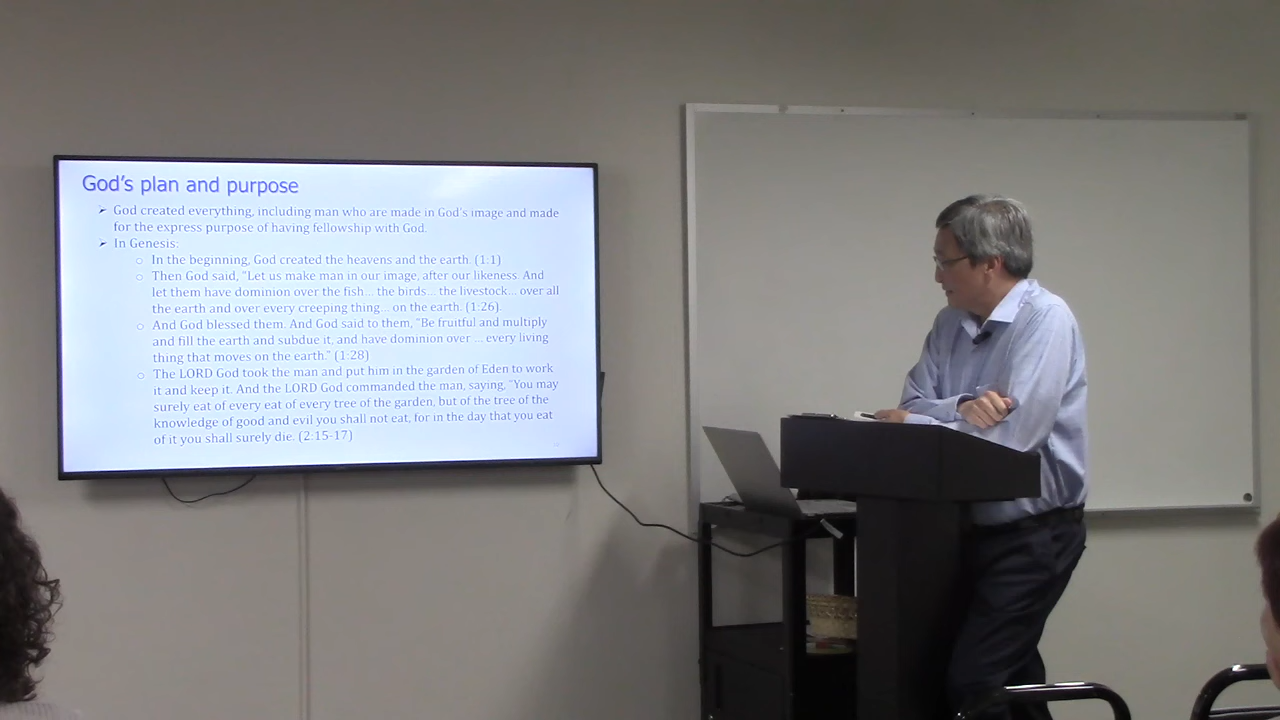 God's plan and purpose
➢ God created everything, including man who are made in God's image and made
for the express purpose of having fellowship with God.
➢ In Genesis:
○ In the beginning, God created the heavens and the earth. (1:1)
○ Then God said, "Let us make man in our image, after our likeness. And
let them have dominion over the fish… the birds… the livestock… over all
the earth and over every creeping thing… on the earth. (1:26)
○ And God blessed them. And God said to them, "Be fruitful and multiply
and fill the earth and subdue it, and have dominion over … every living
thing that moves on the earth." (1:28)
○ The LORD God took the man and put him in the garden of Eden to work
it and keep it. And the LORD God commanded the man, saying, "You may
surely eat of every eat of every tree of the garden, but of the tree of the
knowledge of good and evil you shall not eat, for in the day that you eat
of it you shall surely die. (2:15-17)